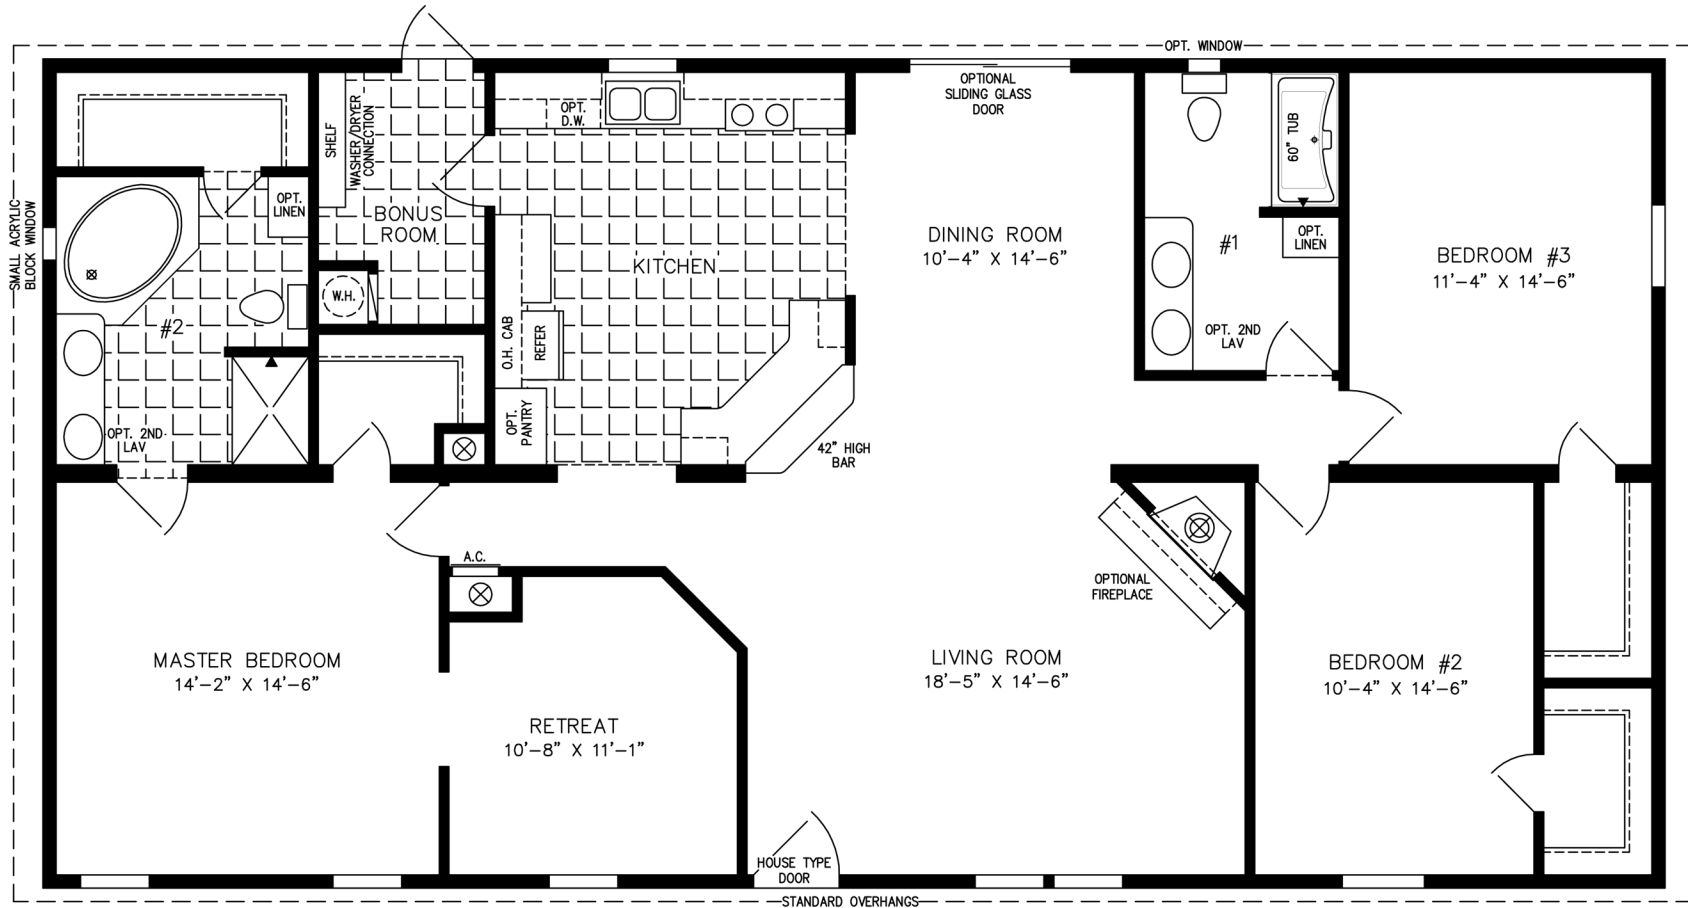 OPT. WINDOW
OPTIONAL
SLIDING GLASS
DOOR
OPT.
D.W.
SHELF
WASHER/DRYER
CONNECTION
60" TUB
OPT.
LINEN
BONUS
ROOM
SMALL ACRYLIC
BLOCK WINDOW
DINING ROOM
10'-4" X 14'-6"
#1
OPT.
LINEN
BEDROOM #3
11'-4" X 14'-6"
KITCHEN
W.H.
#2
O.H. CAB
REFER
OPT. 2ND
LAV
OPT.
PANTRY
OPT. 2ND
LAV
42" HIGH
BAR
A.C.
OPTIONAL
FIREPLACE
MASTER BEDROOM
14'-2" X 14'-6"
LIVING ROOM
18'-5" X 14'-6"
BEDROOM #2
10'-4" X 14'-6"
RETREAT
10'-8" X 11'-1"
HOUSE TYPE
DOOR
STANDARD OVERHANGS